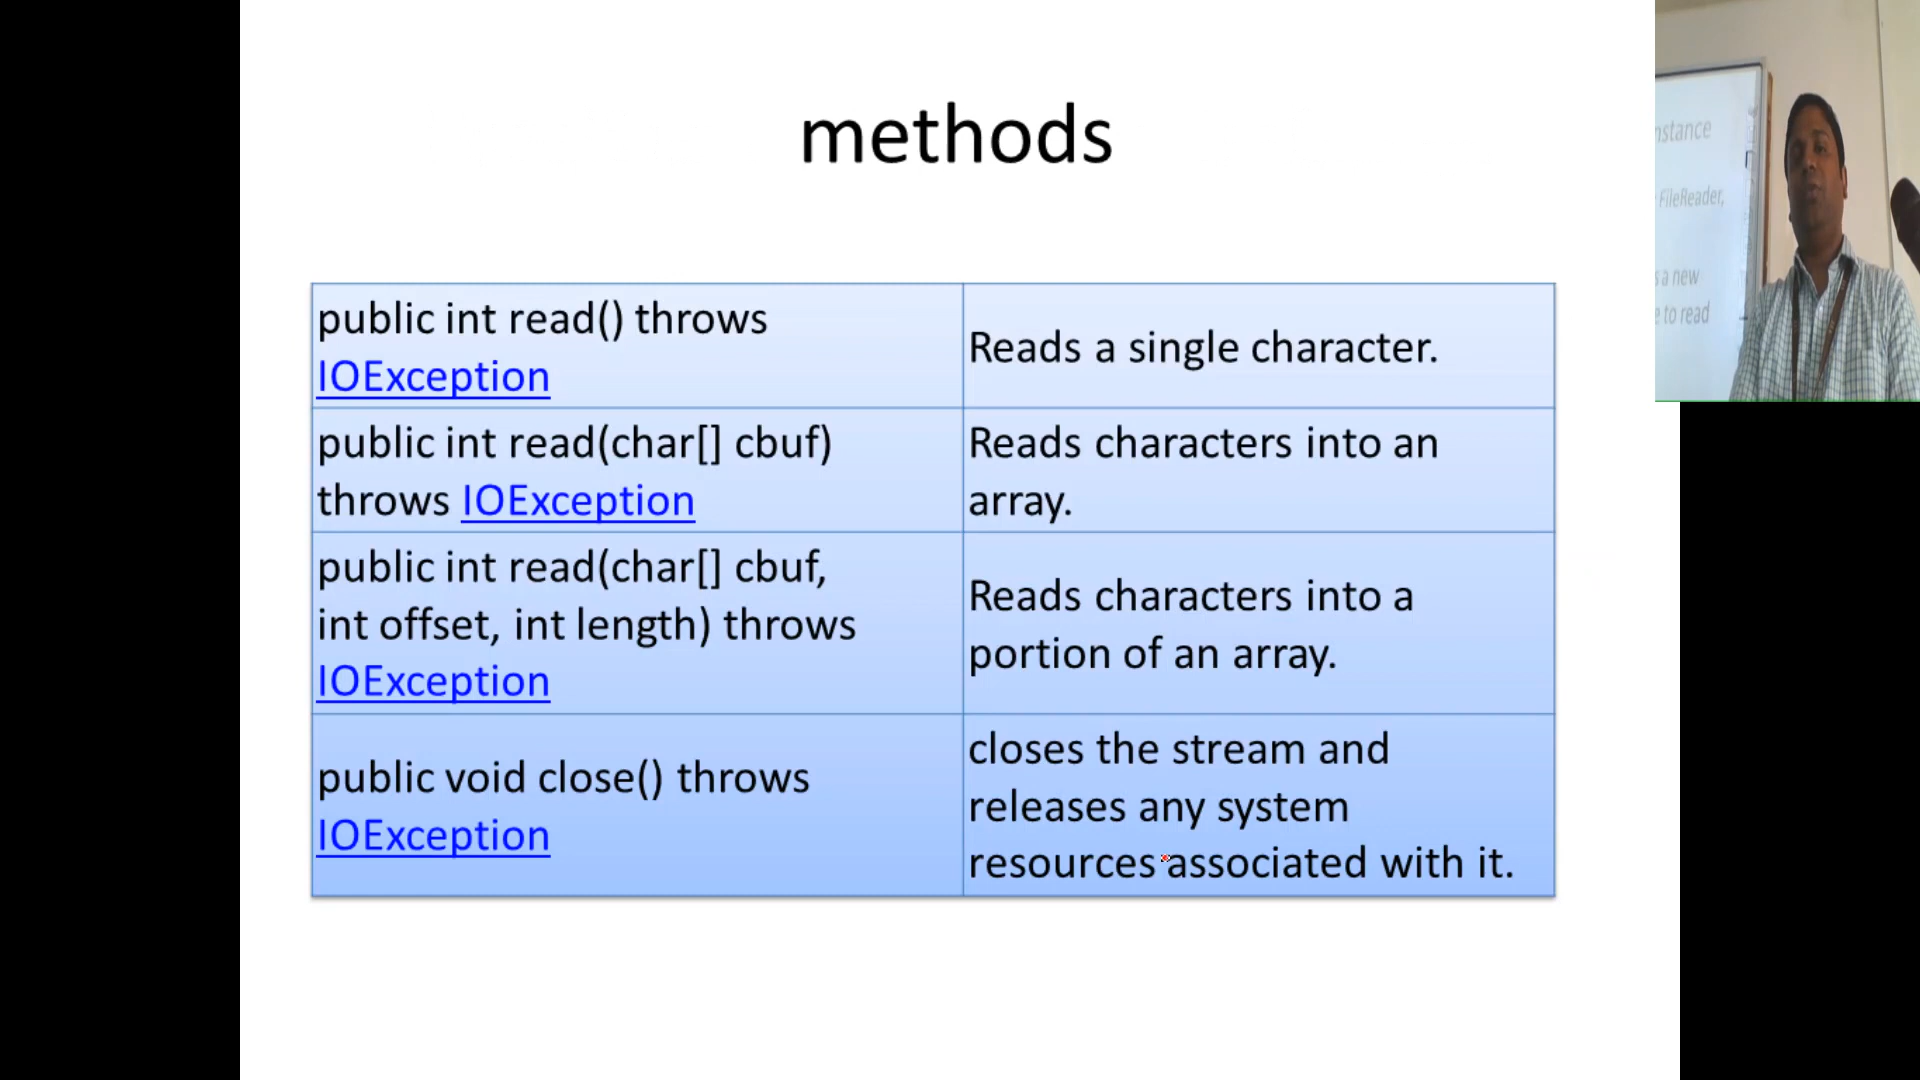 methods
public int read() throws
IOException
Reads a single character.
public int read(char[] cbuf)
throws IOException
Reads characters into an
array.
public int read(char[] cbuf,
int offset, int length) throws
IOException
Reads characters into a
portion of an array.
public void close() throws
IOException
closes the stream and
releases any system
resources associated with it.
nstance
FileReader,
s a new
e to read